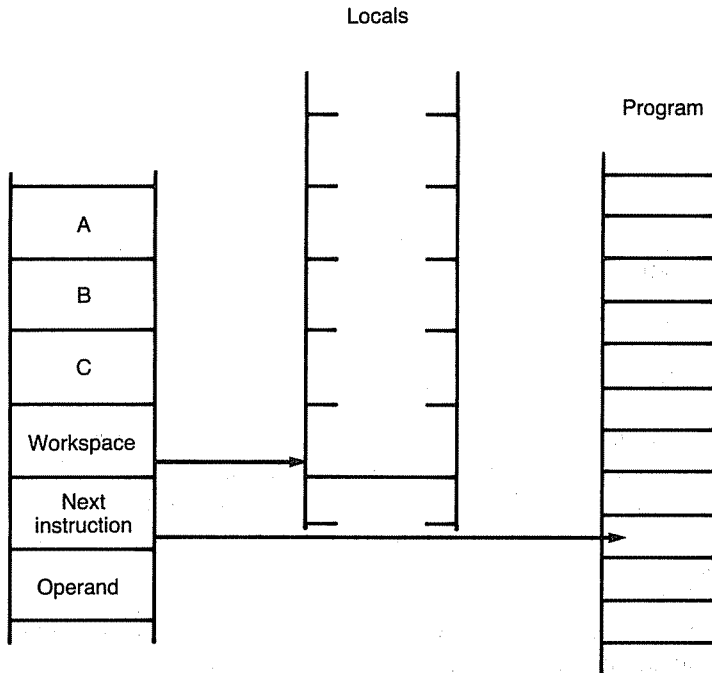 Locals
Program
A
B
C
Workspace
Next
instruction
Operand